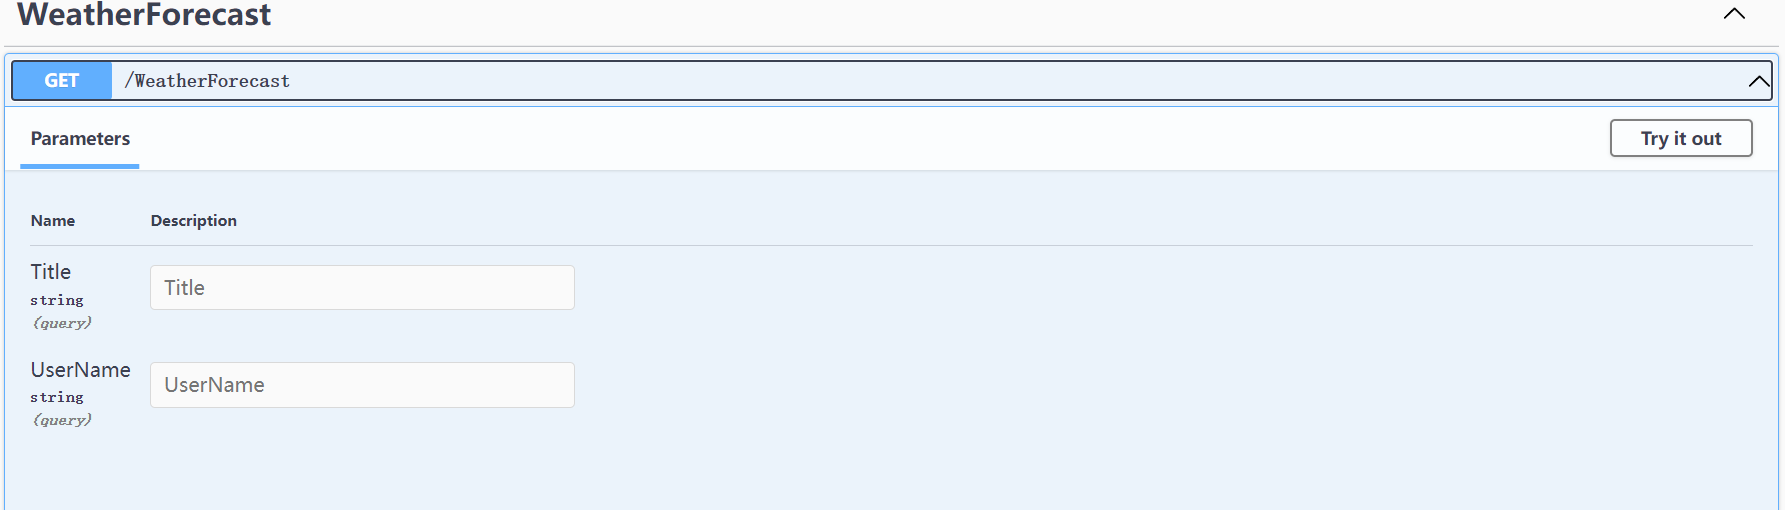 WeatherForecast
GET /WeatherForecast
Parameters
Try it out
Name Description
Title
string
(query)
Title
UserName
string
(query)
UserName